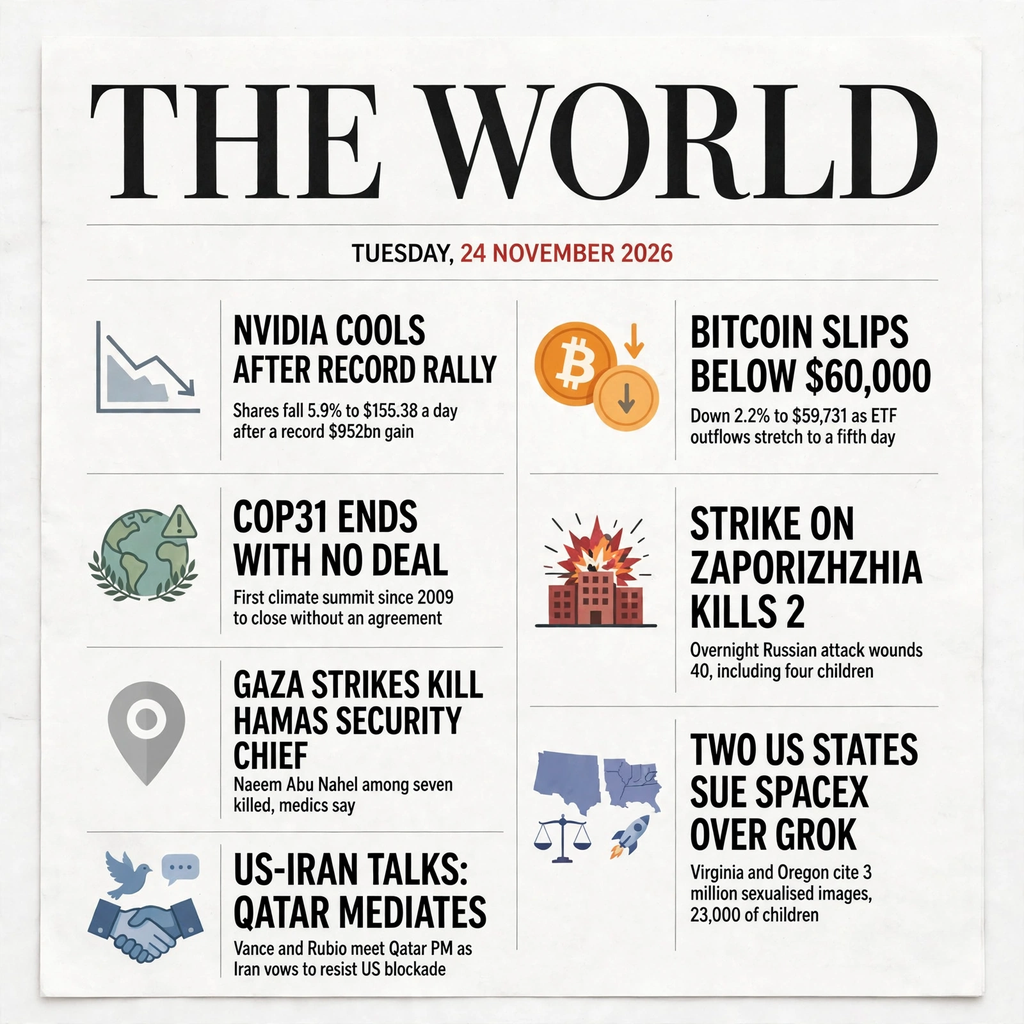 THE WORLD
TUESDAY, 24 NOVEMBER 2026
NVIDIA COOLS
AFTER RECORD RALLY
Shares fall 5.9% to $155.38 a day
after a record $952bn gain
COP31 ENDS
WITH NO DEAL
First climate summit since 2009
to close without an agreement
GAZA STRIKES KILL
HAMAS SECURITY
CHIEF
Naeem Abu Nahel among seven
killed, medics say
US-IRAN TALKS:
QATAR MEDIATES
Vance and Rubio meet Qatar PM as
Iran vows to resist US blockade
BITCOIN SLIPS
BELOW $60,000
Down 2.2% to $59,731 as ETF
outflows stretch to a fifth day
STRIKE ON
ZAPORIZHZHIA
KILLS 2
Overnight Russian attack wounds
40, including four children
TWO US STATES
SUE SPACEX
OVER GROK
Virginia and Oregon cite 3
million sexualised images,
23,000 of children